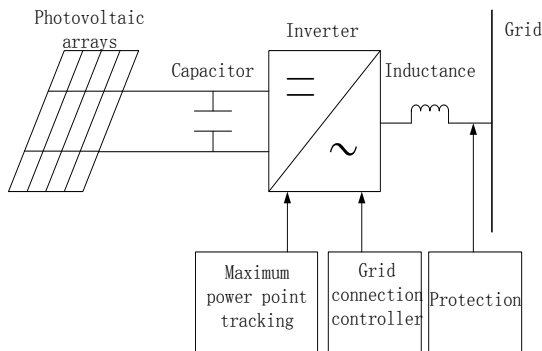 Photovoltaic
arrays
Capacitor
Inverter
Inductance
Grid
Maximum
power point
tracking
Grid
connection
controller
Protection